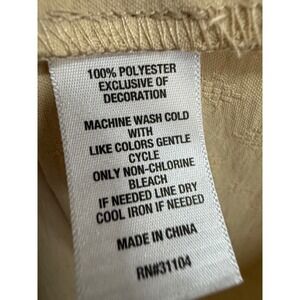 100% POLYESTER
EXCLUSIVE OF
DECORATION
MACHINE WASH COLD
WITH
LIKE COLORS GENTLE
CYCLE
ONLY NON-CHLORINE
BLEACH
IF NEEDED LINE DRY
COOL IRON IF NEEDED
MADE IN CHINA
RN#31104